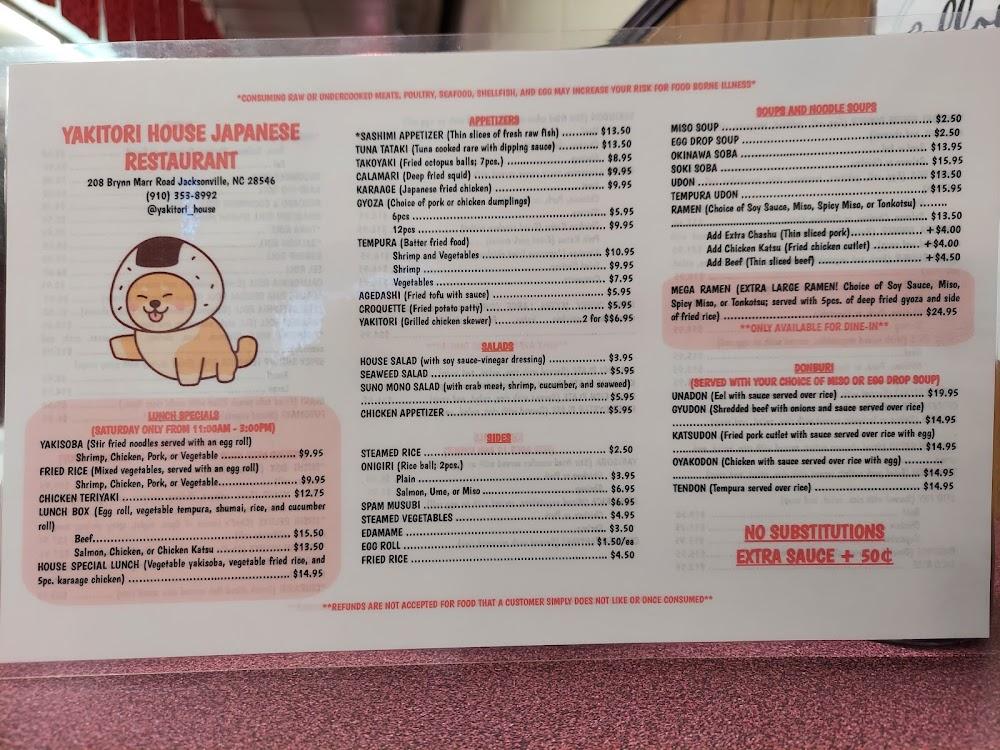 *CONSUMING RAW OR UNDERCOOKED MEATS, POULTRY, SEAFOOD, SHELLFISH, AND EGG MAY INCREASE YOUR RISK FOR FOOD BORNE ILLNESS*
YAKITORI HOUSE JAPANESE
RESTAURANT
208 Brynn Marr Road Jacksonville, NC 28546
(910) 353-8992
@yakitori_house
LUNCH SPECIALS
(SATURDAY ONLY FROM 11:00AM - 3:00PM)
YAKISOBA (Stir fried noodles served with an egg roll)
Shrimp, Chicken, Pork, or Vegetable ........................ $9.95
FRIED RICE (Mixed vegetables, served with an egg roll)
Shrimp, Chicken, Pork, or Vegetable........................ $9.95
CHICKEN TERIYAKI ........................ $12.75
LUNCH BOX (Egg roll, vegetable tempura, shumai, rice, and cucumber
roll)
Beef........................ $15.50
Salmon, Chicken, or Chicken Katsu ........................ $13.50
HOUSE SPECIAL LUNCH (Vegetable yakisoba, vegetable fried rice, and
5pc. karaage chicken) ........................ $14.95
APPETIZERS
*SASHIMI APPETIZER (Thin slices of fresh raw fish) ........... $13.50
TUNA TATAKI (Tuna cooked rare with dipping sauce) ........... $13.50
TAKOYAKI (Fried octopus balls; 7pc.) ........................ $8.95
CALAMARI (Deep fried squid) ........................ $9.95
KARAAGE (Japanese fried chicken) ........................ $9.95
GYOZA (Choice of pork or chicken dumplings)
6pcs ........................ $5.95
12pcs ........................ $9.95
TEMPURA (Batter fried food)
Shrimp and Vegetables ........................ $10.95
Shrimp ........................ $9.95
Vegetables ........................ $7.95
AGEDASHI (Fried tofu with sauce) ........................ $5.95
CROQUETTE (Fried potato patty) ........................ $5.95
YAKITORI (Grilled chicken skewer) ........................2 for $$6.95
SALADS
HOUSE SALAD (with soy sauce-vinegar dressing) ........................ $3.95
SEAWEED SALAD ........................ $5.95
SUNO MONO SALAD (with crab meat, shrimp, cucumber, and seaweed)
........................ $5.95
CHICKEN APPETIZER ........................ $5.95
SIDES
STEAMED RICE ........................ $2.50
ONIGIRI (Rice ball; 2pcs.)
Plain ........................ $3.95
Salmon, Ume, or Miso ........................ $6.95
SPAM MUSUBI ........................ $6.95
STEAMED VEGETABLES ........................ $4.95
EDAMAME ........................ $3.50
EGG ROLL ........................ $1.50/ea
FRIED RICE ........................ $4.50
SOUPS AND NOODLE SOUPS
MISO SOUP ........................ $2.50
EGG DROP SOUP ........................ $2.50
OKINAWA SOBA ........................ $13.95
SOKI SOBA ........................ $15.95
UDON ........................ $13.50
TEMPURA UDON ........................ $15.95
RAMEN (Choice of Soy Sauce, Miso, Spicy Miso, or Tonkotsu) ........
........................ $13.50
Add Extra Chashu (Thin sliced pork)........................ +$4.00
Add Chicken Katsu (Fried chicken cutlet) ........................ +$4.00
Add Beef (Thin sliced beef) ........................ +$4.50
MEGA RAMEN (EXTRA LARGE RAMEN! Choice of Soy Sauce, Miso,
Spicy Miso, or Tonkotsu; served with 5pcs. of deep fried gyoza and side
of fried rice) ........................ $24.95
**ONLY AVAILABLE FOR DINE-IN**
DONBURI
(SERVED WITH YOUR CHOICE OF MISO OR EGG DROP SOUP)
UNADON (Eel with sauce served over rice) ........................ $19.95
GYUDON (Shredded beef with onions and sauce served over rice)
........................ $14.95
KATSUDON (Fried pork cutlet with sauce served over rice with egg)
........................ $14.95
OYAKODON (Chicken with sauce served over rice with egg) ...........
........................ $14.95
TENDON (Tempura served over rice) ........................ $14.95
NO SUBSTITUTIONS
EXTRA SAUCE + 50¢
**REFUNDS ARE NOT ACCEPTED FOR FOOD THAT A CUSTOMER SIMPLY DOES NOT LIKE OR ONCE CONSUMED**